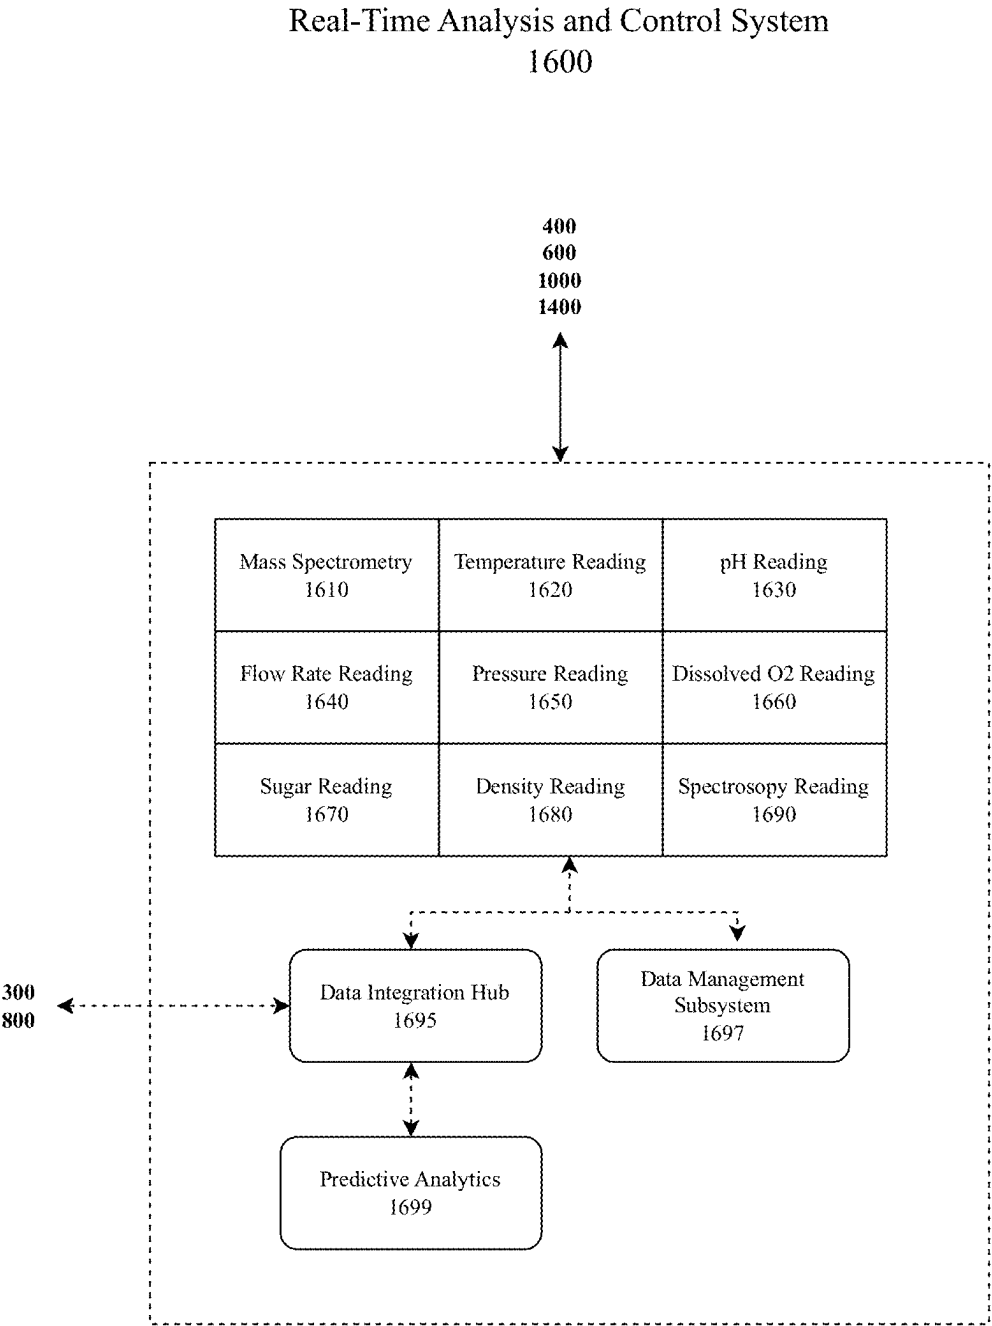 Real-Time Analysis and Control System
1600
400
600
1000
1400
Mass Spectrometry
1610
Temperature Reading
1620
pH Reading
1630
Flow Rate Reading
1640
Pressure Reading
1650
Dissolved O2 Reading
1660
Sugar Reading
1670
Density Reading
1680
Spectrosopy Reading
1690
300
800
Data Integration Hub
1695
Data Management
Subsystem
1697
Predictive Analytics
1699